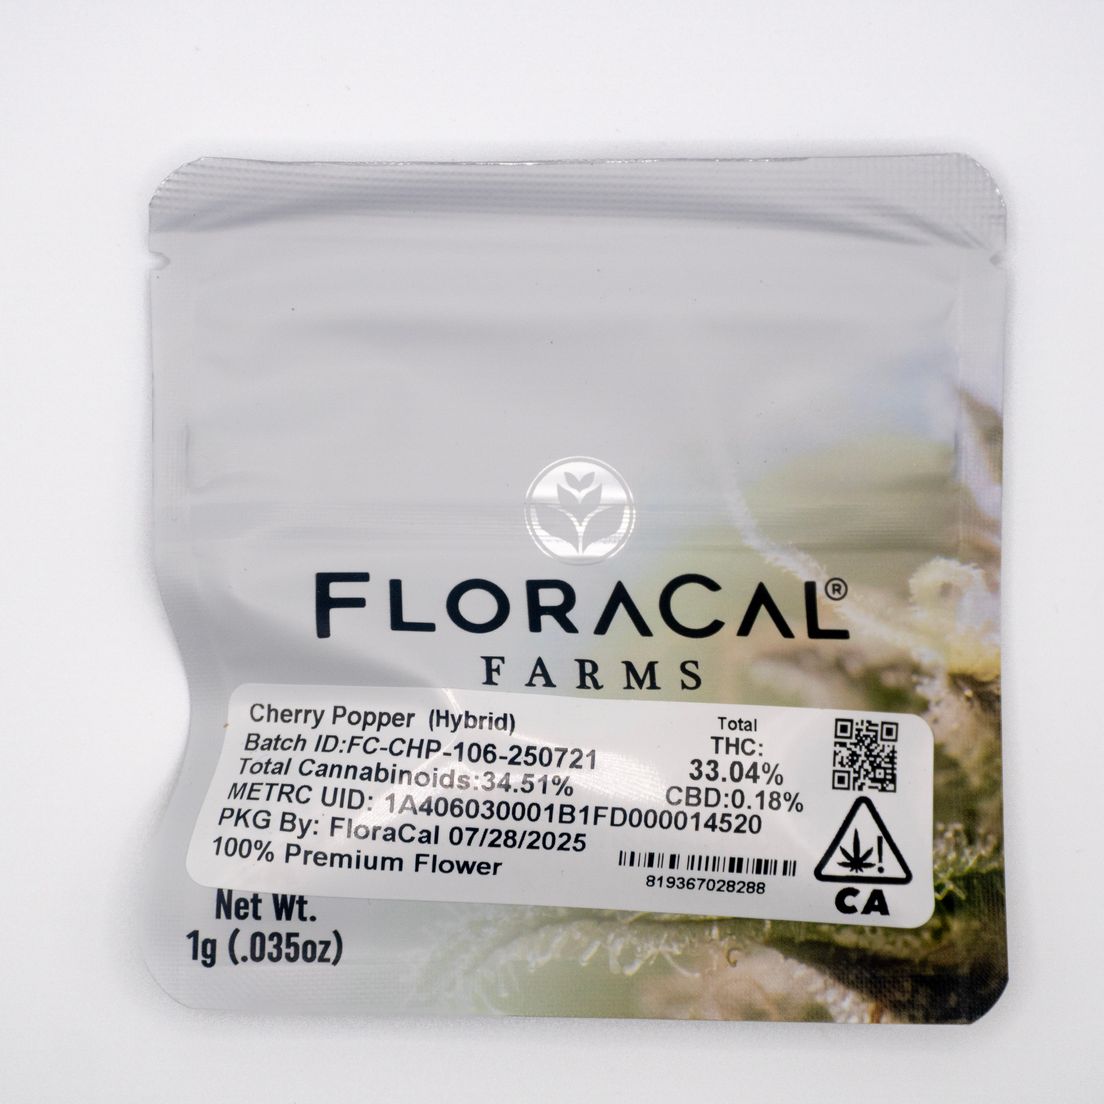 FLORACAL®
FARMS
Cherry Popper (Hybrid)
Batch ID:FC-CHP-106-250721
Total Cannabinoids:34.51%
METRC UID: 1A406030001B1FD000014520
PKG By: FloraCal 07/28/2025
100% Premium Flower
Total
THC:
33.04%
CBD:0.18%
819367028288
!
CA
Net Wt.
1g (.035oz)